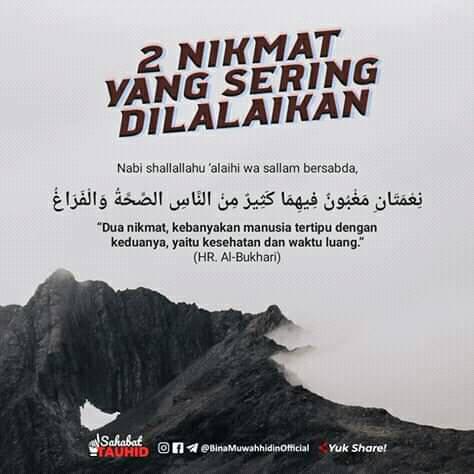 2 NIKMAT
YANG SERING
DILALAIKAN
Nabi shallallahu 'alaihi wa sallam bersabda,
نِعْمَتَانِ مَغْبُونٌ فِيهِمَا كَثِيرٌ مِنَ النَّاسِ الصِّحَّةُ وَالْفَرَاغُ
“Dua nikmat, kebanyakan manusia tertipu dengan
keduanya, yaitu kesehatan dan waktu luang.”
(HR. Al-Bukhari)
Sahabat
TAUHID
@BinaMuwahhidinOfficial
Yuk Share!